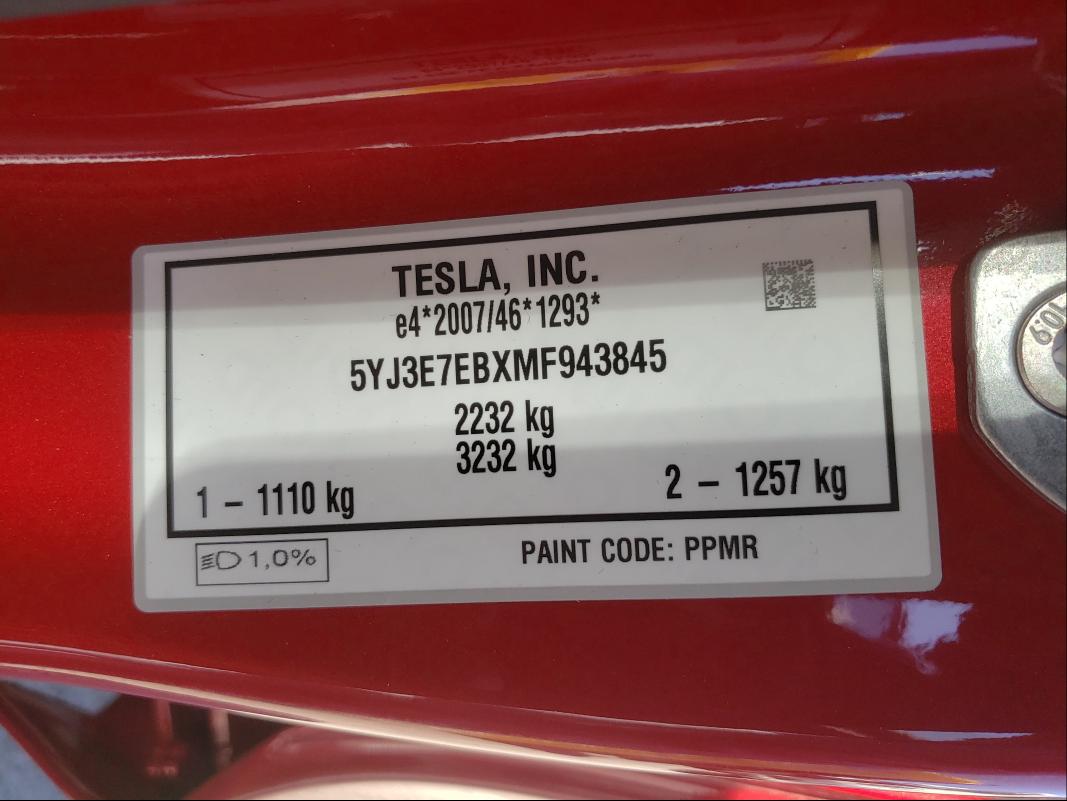 TESLA, INC.
e4*2007/46*1293*
5YJ3E7EBXMF943845
2232 kg
3232 kg
1 – 1110 kg
2 – 1257 kg
1,0%
PAINT CODE: PPMR